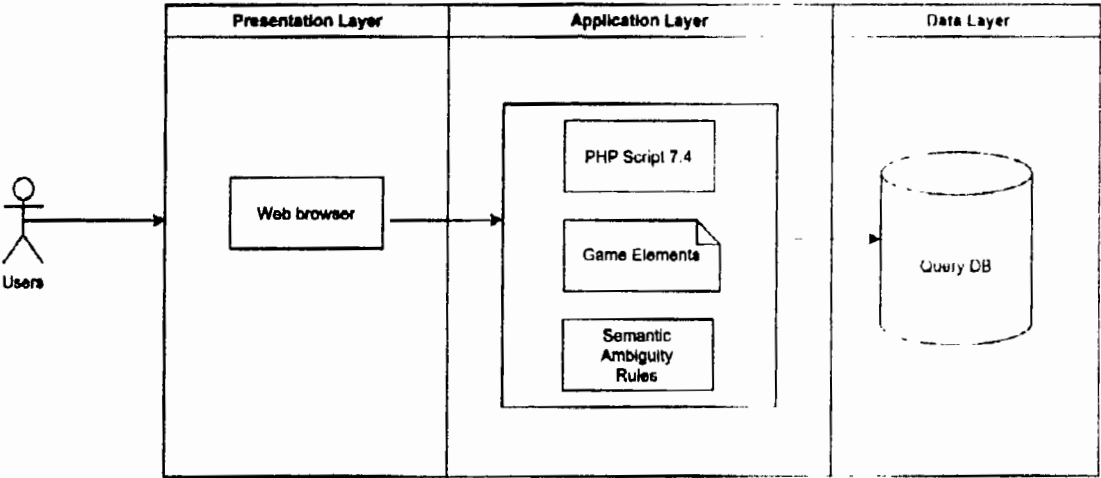 Presentation Layer
Application Layer
Data Layer
Users
Web browser
PHP Script 7.4
Game Elements
Semantic
Ambiguity
Rules
Query DB